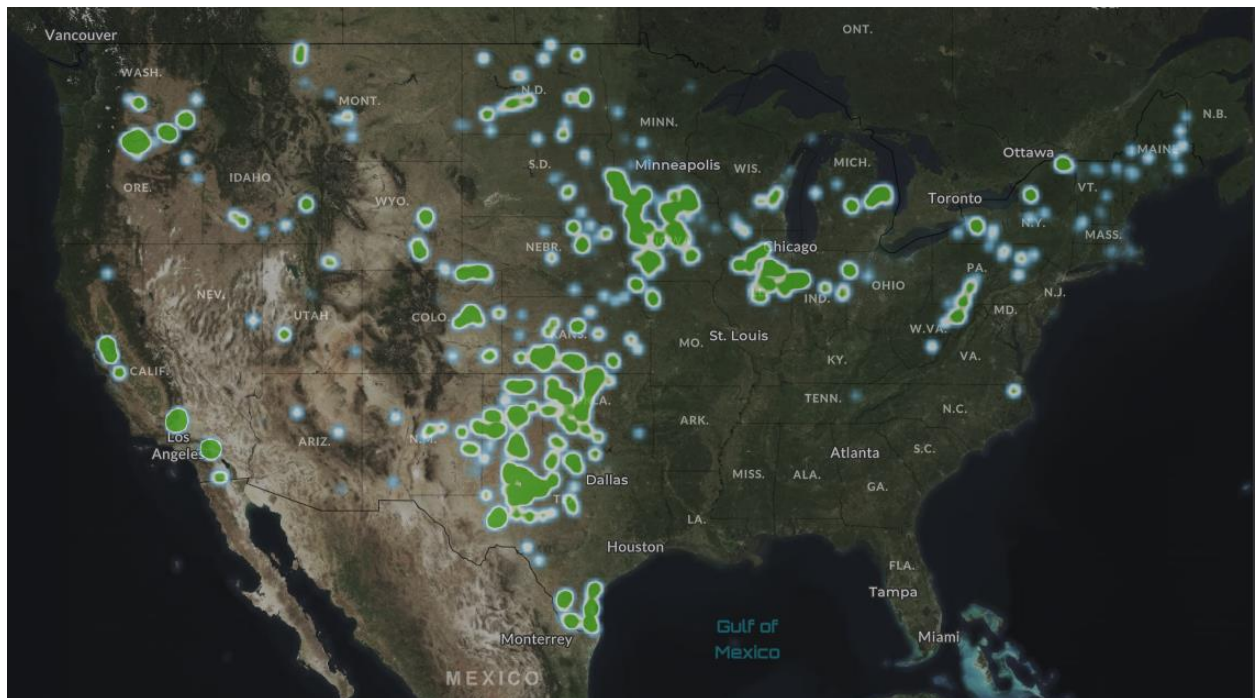 ONT.
Vancouver
WASH.
MONT.
N.D.
MINN.
N.B.
Ottawa
MAINE
Minneapolis
S.D.
WIS.
MICH.
ORE.
IDAHO
VT.
WYO.
Toronto
N.Y.
MASS.
NEBR.
Chicago
PA.
OHIO
NEV.
IND.
N.J.
UTAH
COLO.
W.VA.
MD.
KANS.
St. Louis
MO.
KY.
VA.
CALIF.
TENN.
N.C.
ARK.
Los
Angeles
ARIZ.
N.M.
Atlanta
S.C.
Dallas
MISS.
ALA.
GA.
LA.
Houston
FLA.
Tampa
Gulf of
Mexico
Monterrey
Miami
MEXICO